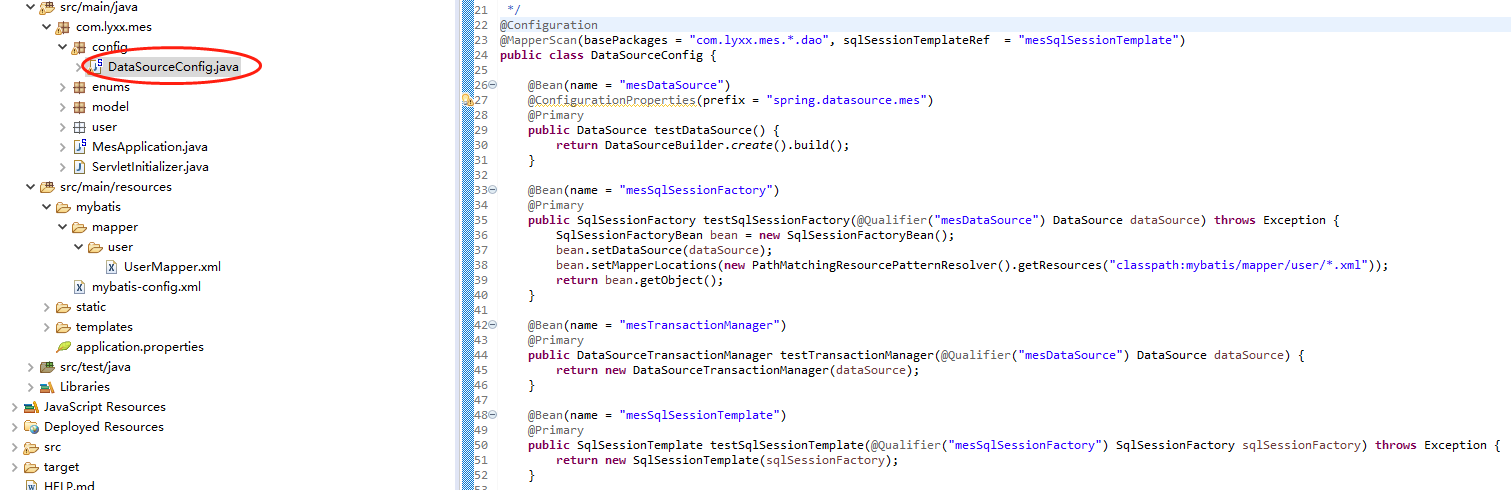 src/main/java
com.lyxx.mes
config
DataSourceConfig.java
enums
model
user
MesApplication.java
ServletInitializer.java
src/main/resources
mybatis
mapper
user
UserMapper.xml
mybatis-config.xml
static
templates
application.properties
src/test/java
Libraries
JavaScript Resources
Deployed Resources
src
target
HELP.md
21 */
22 @Configuration
23 @MapperScan(basePackages = "com.lyxx.mes.*.dao", sqlSessionTemplateRef  = "mesSqlSessionTemplate")
24 public class DataSourceConfig {
25
26 @Bean(name = "mesDataSource")
27 @ConfigurationProperties(prefix = "spring.datasource.mes")
28 @Primary
29 public DataSource testDataSource() {
30 return DataSourceBuilder.create().build();
31 }
32
33 @Bean(name = "mesSqlSessionFactory")
34 @Primary
35 public SqlSessionFactory testSqlSessionFactory(@Qualifier("mesDataSource") DataSource dataSource) throws Exception {
36 SqlSessionFactoryBean bean = new SqlSessionFactoryBean();
37 bean.setDataSource(dataSource);
38 bean.setMapperLocations(new PathMatchingResourcePatternResolver().getResources("classpath:mybatis/mapper/user/*.xml"));
39 return bean.getObject();
40 }
41
42 @Bean(name = "mesTransactionManager")
43 @Primary
44 public DataSourceTransactionManager testTransactionManager(@Qualifier("mesDataSource") DataSource dataSource) {
45 return new DataSourceTransactionManager(dataSource);
46 }
47
48 @Bean(name = "mesSqlSessionTemplate")
49 @Primary
50 public SqlSessionTemplate testSqlSessionTemplate(@Qualifier("mesSqlSessionFactory") SqlSessionFactory sqlSessionFactory) throws Exception {
51 return new SqlSessionTemplate(sqlSessionFactory);
52 }